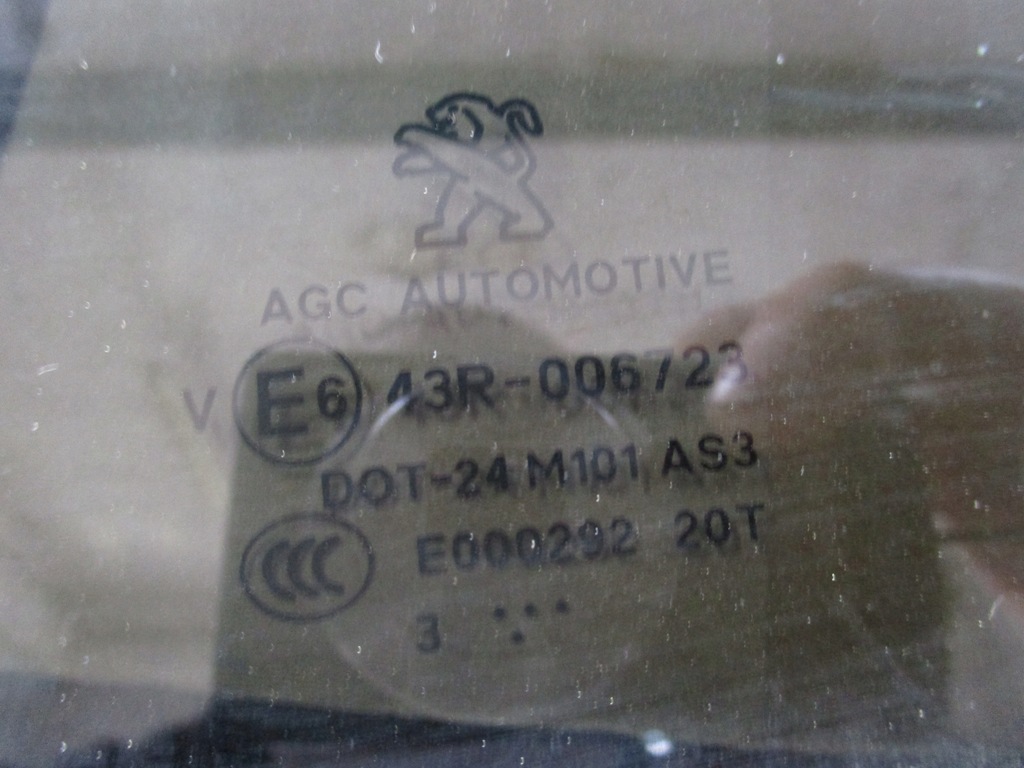 AGC AUTOMOTIVE
V E6 43R-006723
DOT-24 M101 AS3
CCC E000292 20T
3 ...